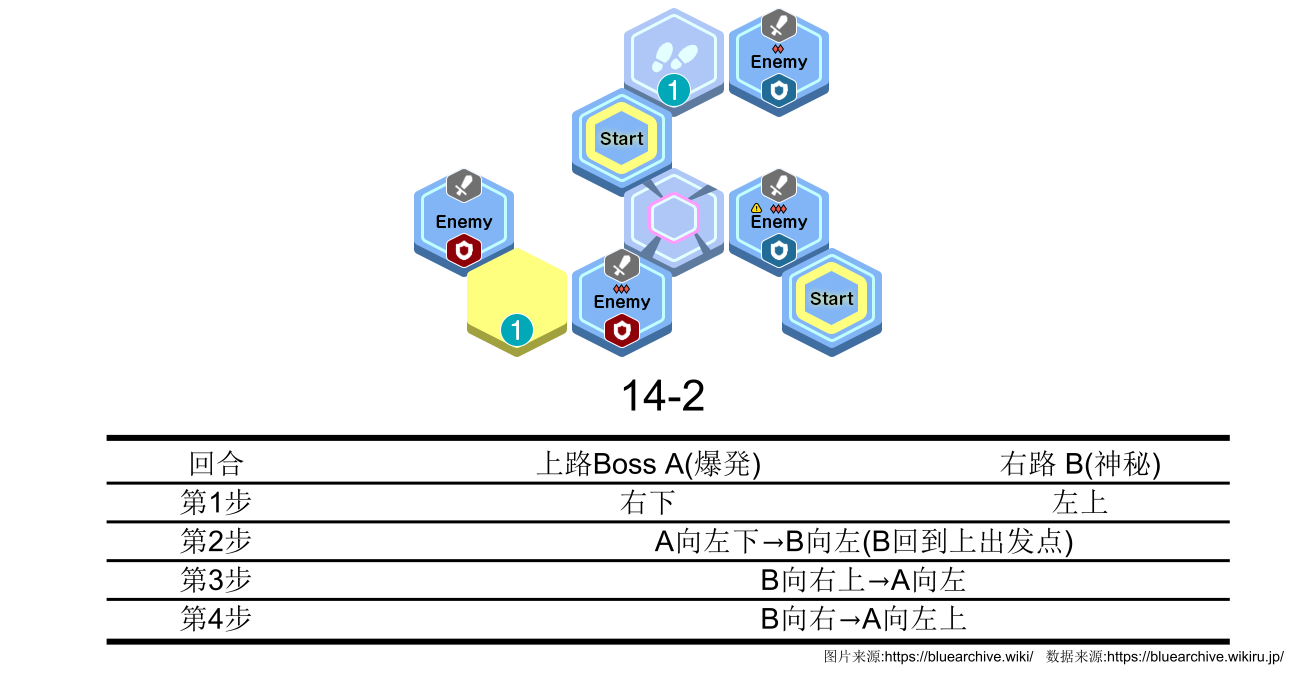 1
Enemy
Start
Enemy
Enemy
Enemy
Start
1
14-2
回合 上路Boss A(爆発) 右路 B(神秘)
第1步 右下 左上
第2步 A向左下→B向左(B回到上出发点)
第3步 B向右上→A向左
第4步 B向右→A向左上
图片来源:https://bluearchive.wiki/ 数据来源:https://bluearchive.wikiru.jp/